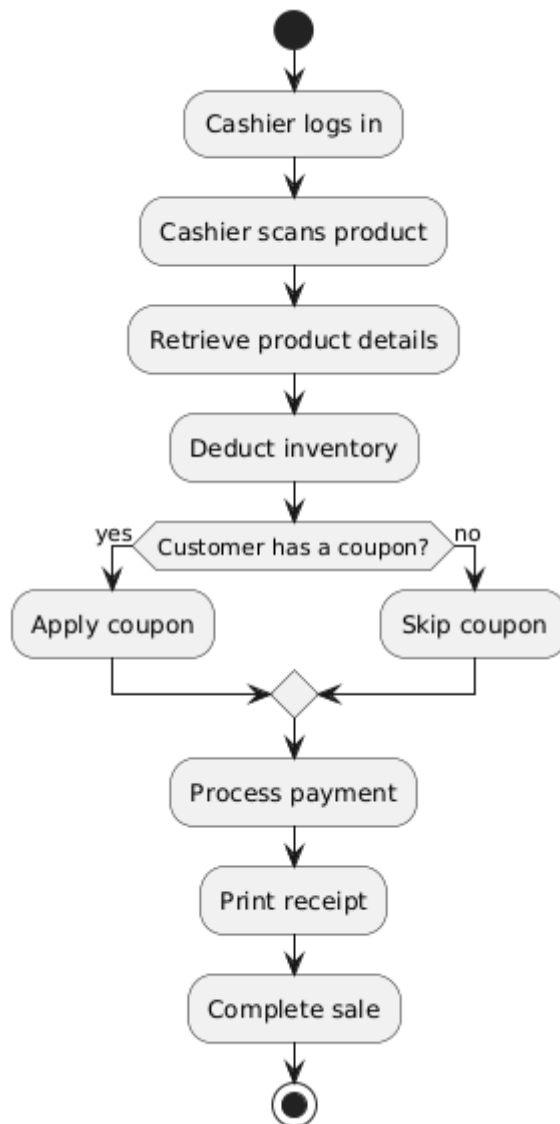 Cashier logs in
Cashier scans product
Retrieve product details
Deduct inventory
yes
Customer has a coupon?
no
Apply coupon
Skip coupon
Process payment
Print receipt
Complete sale